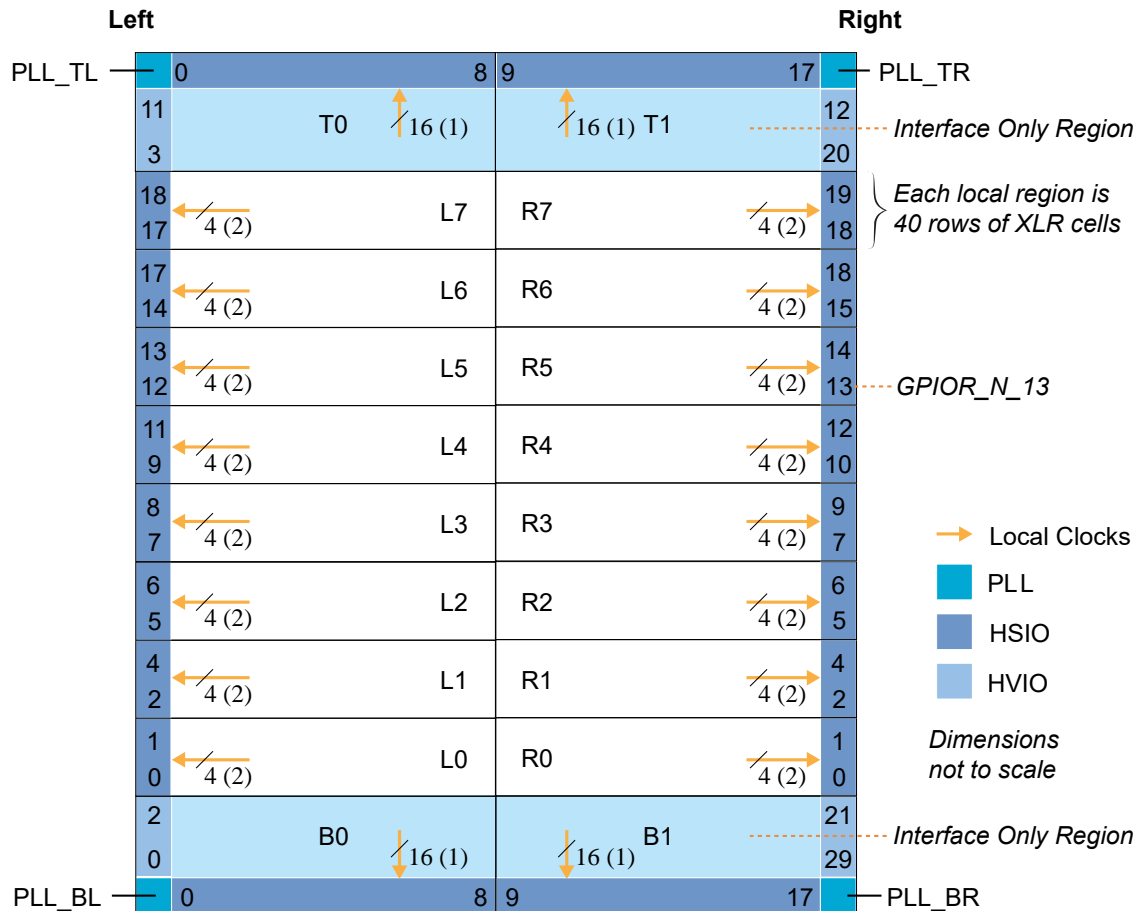 Left
Right
PLL_TL
0
8
9
17
PLL_TR
11
3
T0
16 (1)
16 (1)
T1
12
20
Interface Only Region
18
17
4 (2)
L7
R7
4 (2)
19
18
Each local region is
40 rows of XLR cells
17
14
4 (2)
L6
R6
4 (2)
18
15
13
12
4 (2)
L5
R5
4 (2)
14
13
GPIOR_N_13
11
9
4 (2)
L4
R4
4 (2)
12
10
8
7
4 (2)
L3
R3
4 (2)
9
7
6
5
4 (2)
L2
R2
4 (2)
6
5
4
2
4 (2)
L1
R1
4 (2)
4
2
1
0
4 (2)
L0
R0
4 (2)
1
0
Local Clocks
PLL
HSIO
HVIO
Dimensions
not to scale
2
0
B0
16 (1)
16 (1)
B1
21
29
Interface Only Region
PLL_BL
0
8
9
17
PLL_BR